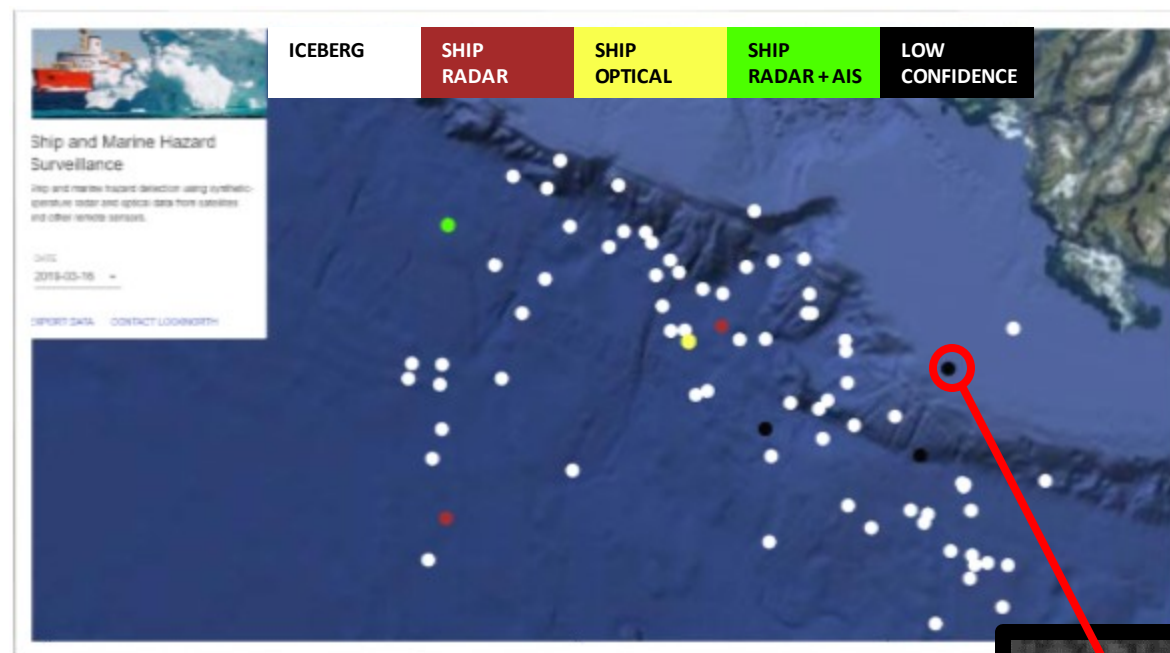 ICEBERG
SHIP
RADAR
SHIP
OPTICAL
SHIP
RADAR + AIS
LOW
CONFIDENCE
Ship and Marine Hazard
Surveillance
Ship and marine hazard detection using synthetic-
aperture radar and optical data from satellites
and other remote sensors.
DATE
2019-03-16
EXPORT DATA CONTACT LOOKNORTH